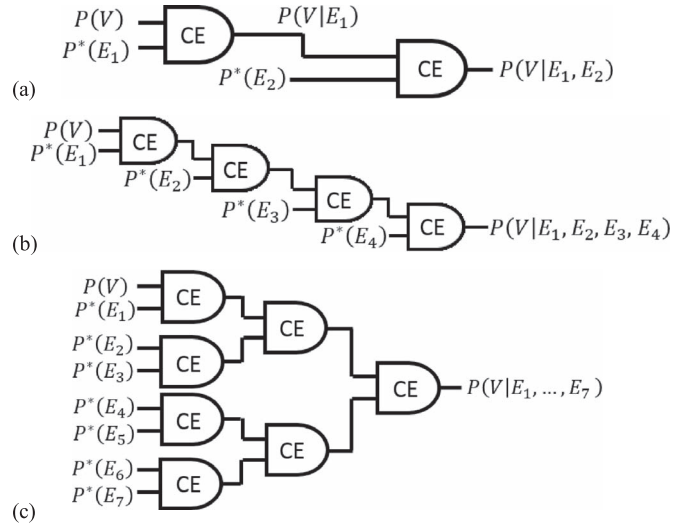 P(V)
P*(E₁)
CE
P(V|E₁)
P*(E₂)
CE
P(V|E₁, E₂)
(a)
P(V)
P*(E₁)
CE
P*(E₂)
CE
P*(E₃)
CE
P*(E₄)
CE
P(V|E₁, E₂, E₃, E₄)
(b)
P(V)
P*(E₁)
CE
P*(E₂)
P*(E₃)
CE
CE
P*(E₄)
P*(E₅)
CE
P*(E₆)
P*(E₇)
CE
CE
CE
P(V|E₁, ..., E₇)
(c)